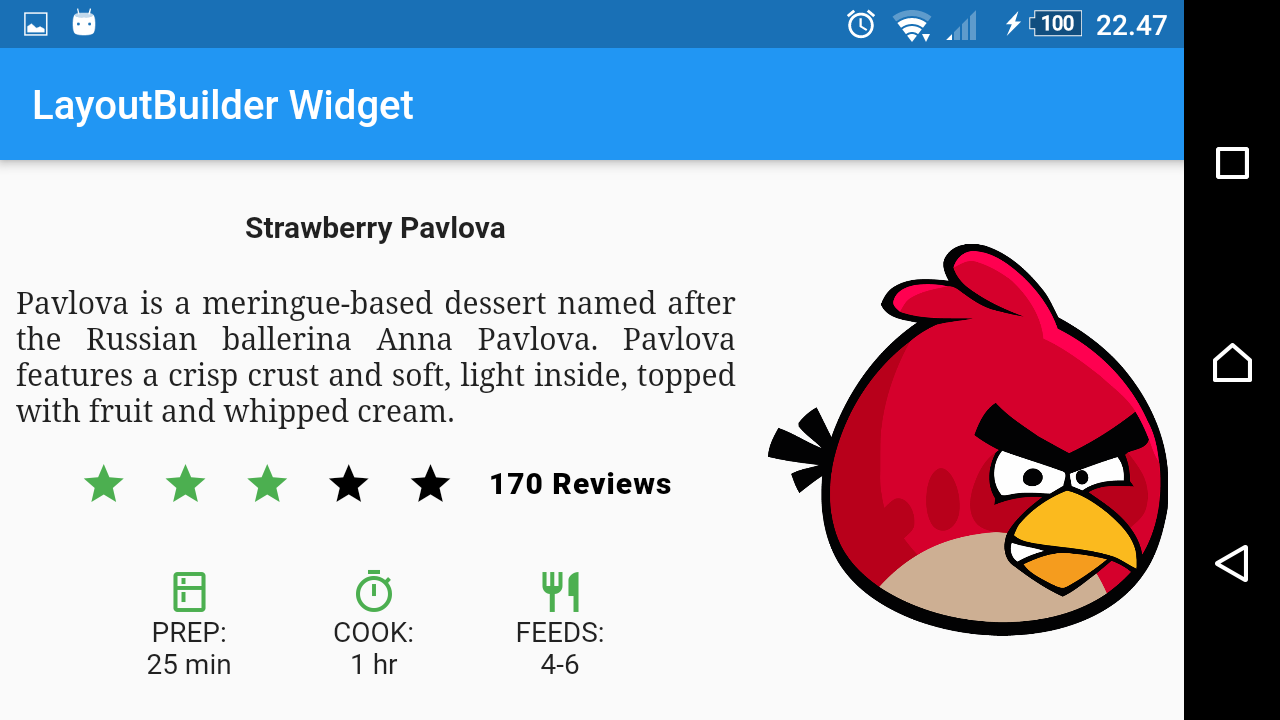 100 22.47
LayoutBuilder Widget
Strawberry Pavlova
Pavlova is a meringue-based dessert named after
the Russian ballerina Anna Pavlova. Pavlova
features a crisp crust and soft, light inside, topped
with fruit and whipped cream.
170 Reviews
PREP: COOK: FEEDS:
25 min 1 hr 4-6